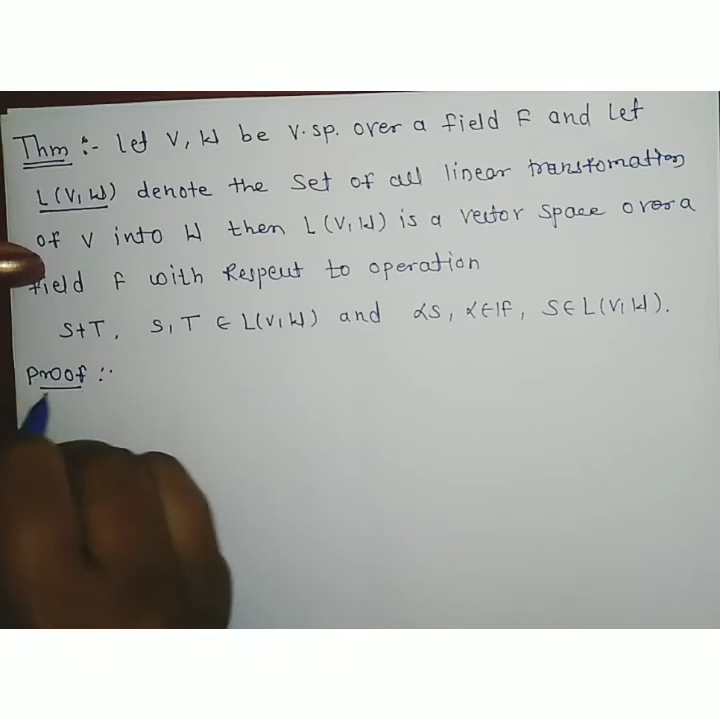 Thm :- let V, W be V.sp. over a field F and let
L(V,W) denote the set of all linear transfomation
of V into W then L(V,W) is a vector space over a
field F with Respect to operation
S+T, S,T ∈ L(V,W) and αS, α∈F, S∈L(V,W).
Proof :-